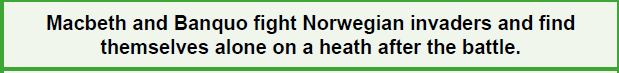 Macbeth and Banquo fight Norwegian invaders and find
themselves alone on a heath after the battle.